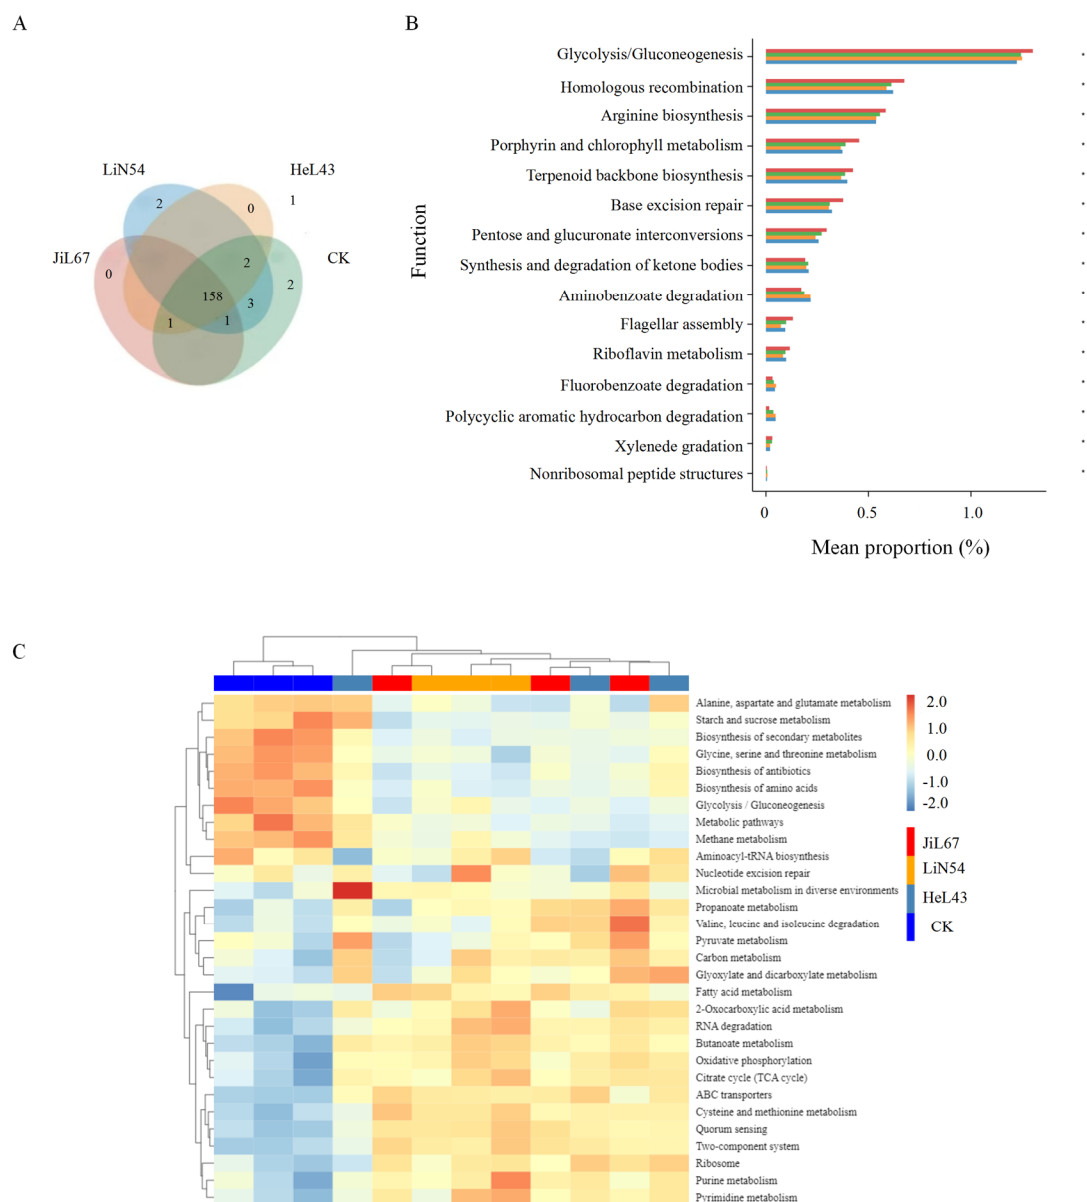 A
B
LiN54
HeL43
JiL67
CK
2
0
1
0
2
2
158
3
1
1
Function
Glycolysis/Gluconeogenesis
Homologous recombination
Arginine biosynthesis
Porphyrin and chlorophyll metabolism
Terpenoid backbone biosynthesis
Base excision repair
Pentose and glucuronate interconversions
Synthesis and degradation of ketone bodies
Aminobenzoate degradation
Flagellar assembly
Riboflavin metabolism
Fluorobenzoate degradation
Polycyclic aromatic hydrocarbon degradation
Xylenede gradation
Nonribosomal peptide structures
0 0.5 1.0
Mean proportion (%)
C
Alanine, aspartate and glutamate metabolism
Starch and sucrose metabolism
Biosynthesis of secondary metabolites
Glycine, serine and threonine metabolism
Biosynthesis of antibiotics
Biosynthesis of amino acids
Glycolysis / Gluconeogenesis
Metabolic pathways
Methane metabolism
Aminoacyl-tRNA biosynthesis
Nucleotide excision repair
Microbial metabolism in diverse environments
Propanoate metabolism
Valine, leucine and isoleucine degradation
Pyruvate metabolism
Carbon metabolism
Glyoxylate and dicarboxylate metabolism
Fatty acid metabolism
2-Oxocarboxylic acid metabolism
RNA degradation
Butanoate metabolism
Oxidative phosphorylation
Citrate cycle (TCA cycle)
ABC transporters
Cysteine and methionine metabolism
Quorum sensing
Two-component system
Ribosome
Purine metabolism
Pyrimidine metabolism
2.0
1.0
0.0
-1.0
-2.0
JiL67
LiN54
HeL43
CK